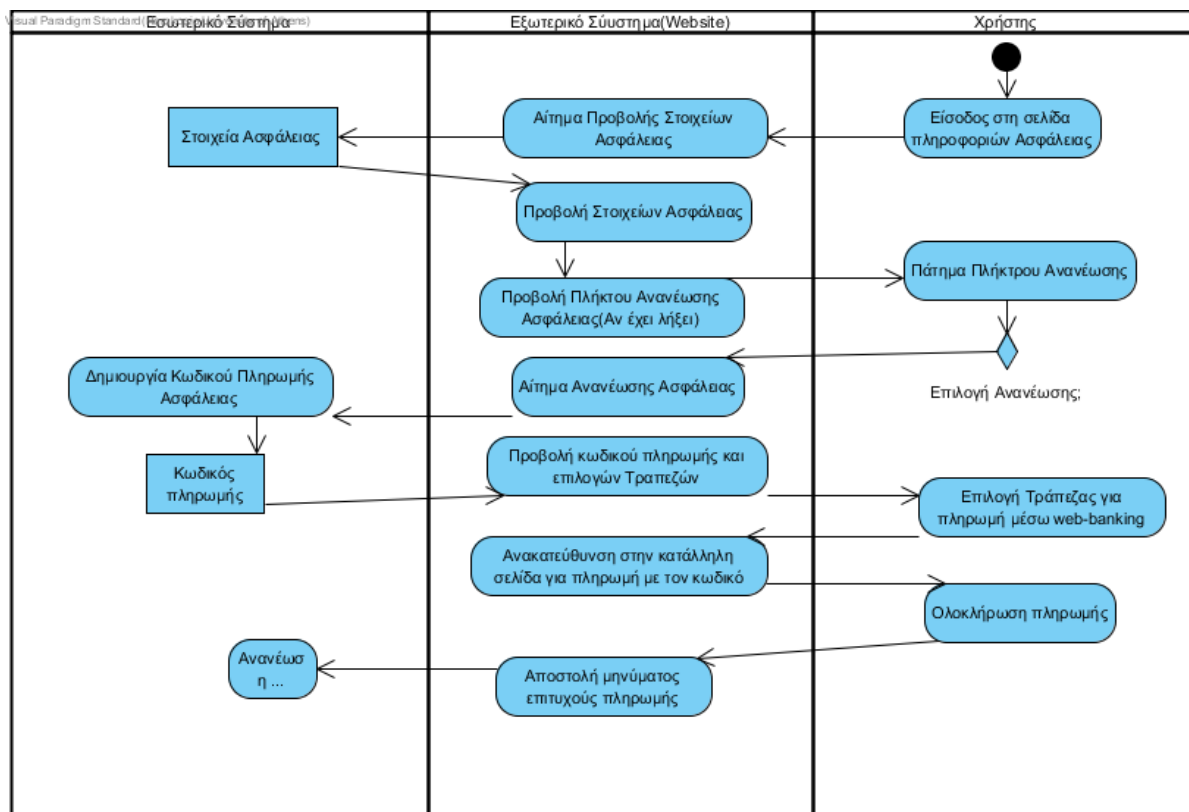 Visual Paradigm Standard(
Εσωτερικό Σύστημα
Εξωτερικό Σύυστημα(Website)
Χρήστης
Αίτημα Προβολής Στοιχείων
Ασφάλειας
Είσοδος στη σελίδα
πληροφοριών Ασφάλειας
Στοιχεία Ασφάλειας
Προβολή Στοιχείων Ασφάλειας
Προβολή Πλήκτου Ανανέωσης
Ασφάλειας(Αν έχει λήξει)
Πάτημα Πλήκτρου Ανανέωσης
Επιλογή Ανανέωσης;
Αίτημα Ανανέωσης Ασφάλειας
Δημιουργία Κωδικού Πληρωμής
Ασφάλειας
Κωδικός
πληρωμής
Προβολή κωδικού πληρωμής και
επιλογών Τραπεζών
Επιλογή Τράπεζας για
πληρωμή μέσω web-banking
Ανακατεύθυνση στην κατάλληλη
σελίδα για πληρωμή με τον κωδικό
Ολοκλήρωση πληρωμής
Αποστολή μηνύματος
επιτυχούς πληρωμής
Ανανέωσ
η ...